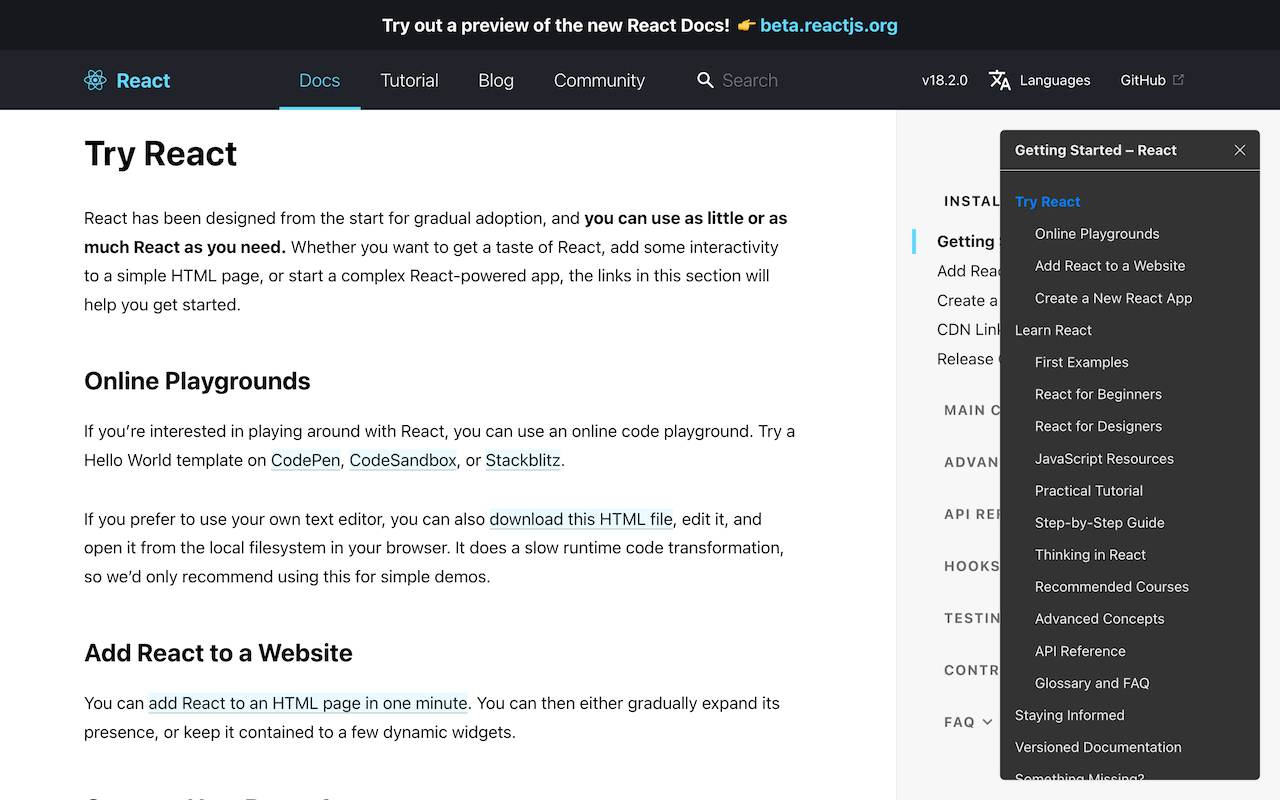 Try out a preview of the new React Docs! 👉 beta.reactjs.org
React
Docs
Tutorial
Blog
Community
Search
v18.2.0
Languages
GitHub
Try React
React has been designed from the start for gradual adoption, and you can use as little or as
much React as you need. Whether you want to get a taste of React, add some interactivity
to a simple HTML page, or start a complex React-powered app, the links in this section will
help you get started.
Online Playgrounds
If you’re interested in playing around with React, you can use an online code playground. Try a
Hello World template on CodePen, CodeSandbox, or Stackblitz.
If you prefer to use your own text editor, you can also download this HTML file, edit it, and
open it from the local filesystem in your browser. It does a slow runtime code transformation,
so we’d only recommend using this for simple demos.
Add React to a Website
You can add React to an HTML page in one minute. You can then either gradually expand its
presence, or keep it contained to a few dynamic widgets.
INSTAL
Getting
Add Reac
Create a
CDN Link
Release
MAIN C
ADVAN
API REF
HOOKS
TESTIN
CONTR
FAQ
Getting Started – React
Try React
Online Playgrounds
Add React to a Website
Create a New React App
Learn React
First Examples
React for Beginners
React for Designers
JavaScript Resources
Practical Tutorial
Step-by-Step Guide
Thinking in React
Recommended Courses
Advanced Concepts
API Reference
Glossary and FAQ
Staying Informed
Versioned Documentation
Something Missing?